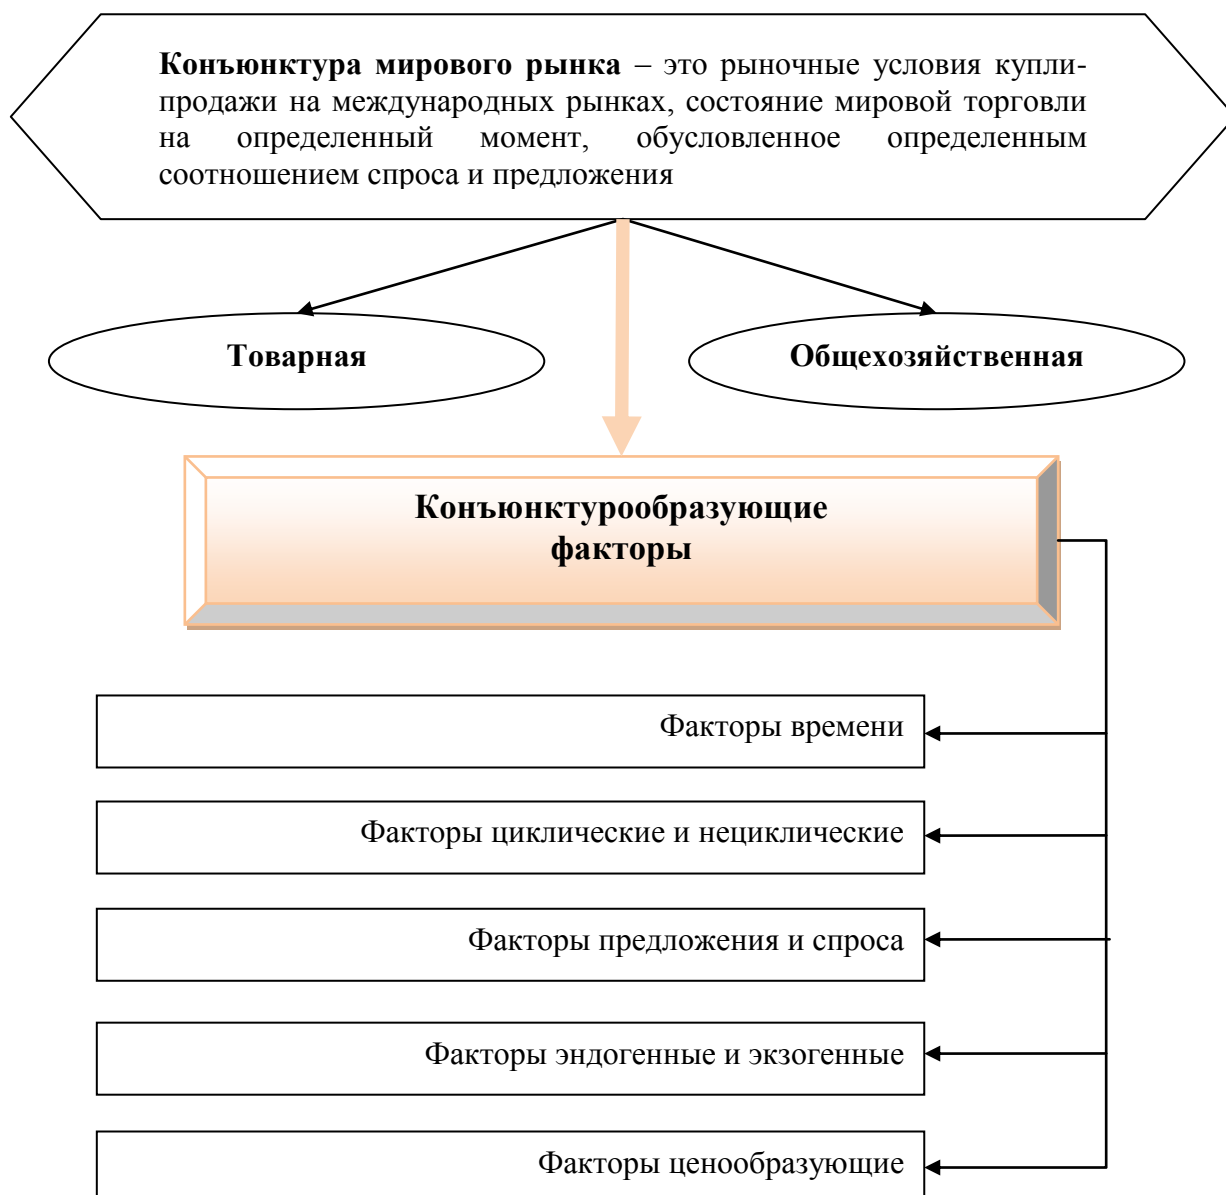 Конъюнктура мирового рынка – это рыночные условия купли-
продажи на международных рынках, состояние мировой торговли
на определенный момент, обусловленное определенным
соотношением спроса и предложения
Товарная
Общехозяйственная
Конъюнктурообразующие
факторы
Факторы времени
Факторы циклические и нециклические
Факторы предложения и спроса
Факторы эндогенные и экзогенные
Факторы ценообразующие